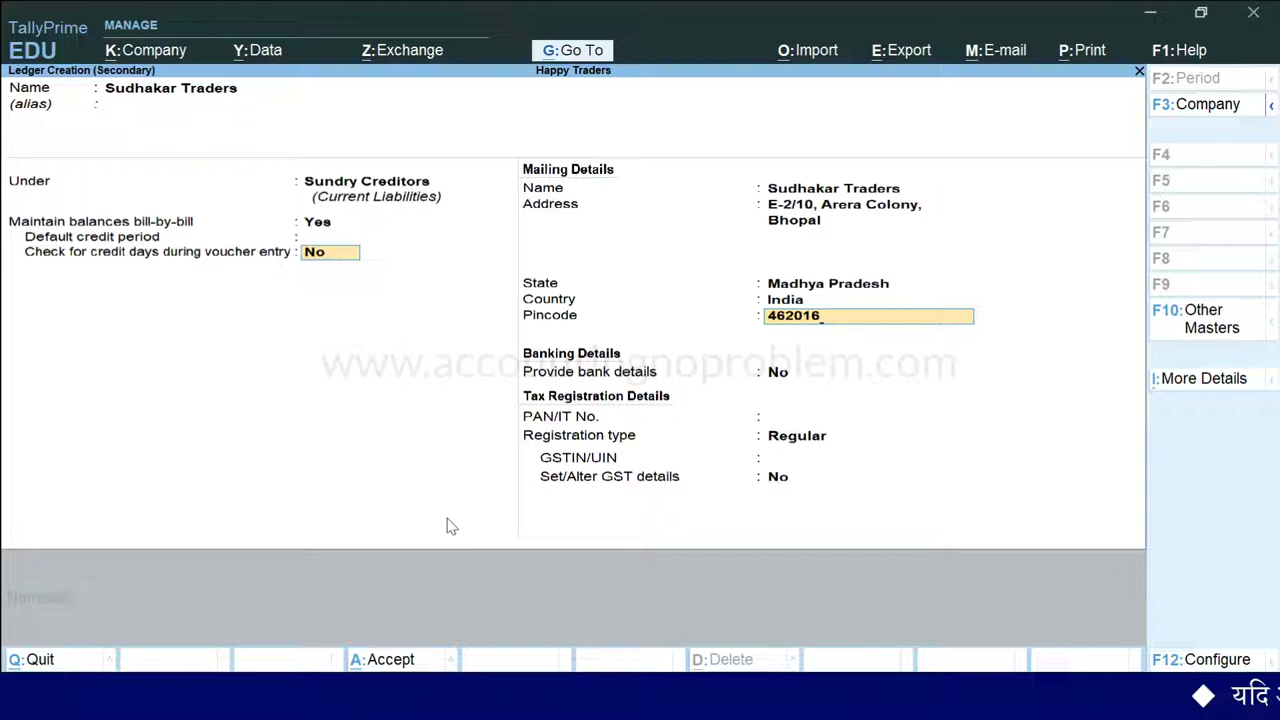 TallyPrime MANAGE
EDU K:Company Y:Data Z:Exchange G:Go To O:Import E:Export M:E-mail P:Print F1:Help
Ledger Creation (Secondary) Happy Traders
Name : Sudhakar Traders
(alias) :
Under : Sundry Creditors
(Current Liabilities)
Maintain balances bill-by-bill : Yes
Default credit period :
Check for credit days during voucher entry : No
Mailing Details
Name : Sudhakar Traders
Address : E-2/10, Arera Colony,
Bhopal
State : Madhya Pradesh
Country : India
Pincode : 462016
www.accountingnoproblem.com
Banking Details
Provide bank details : No
Tax Registration Details
PAN/IT No. :
Registration type : Regular
GSTIN/UIN :
Set/Alter GST details : No
F2:Period
F3:Company
F4
F5
F6
F7
F8
F9
F10:Other
Masters
I:More Details
Q:Quit A:Accept D:Delete F12:Configure
यदि